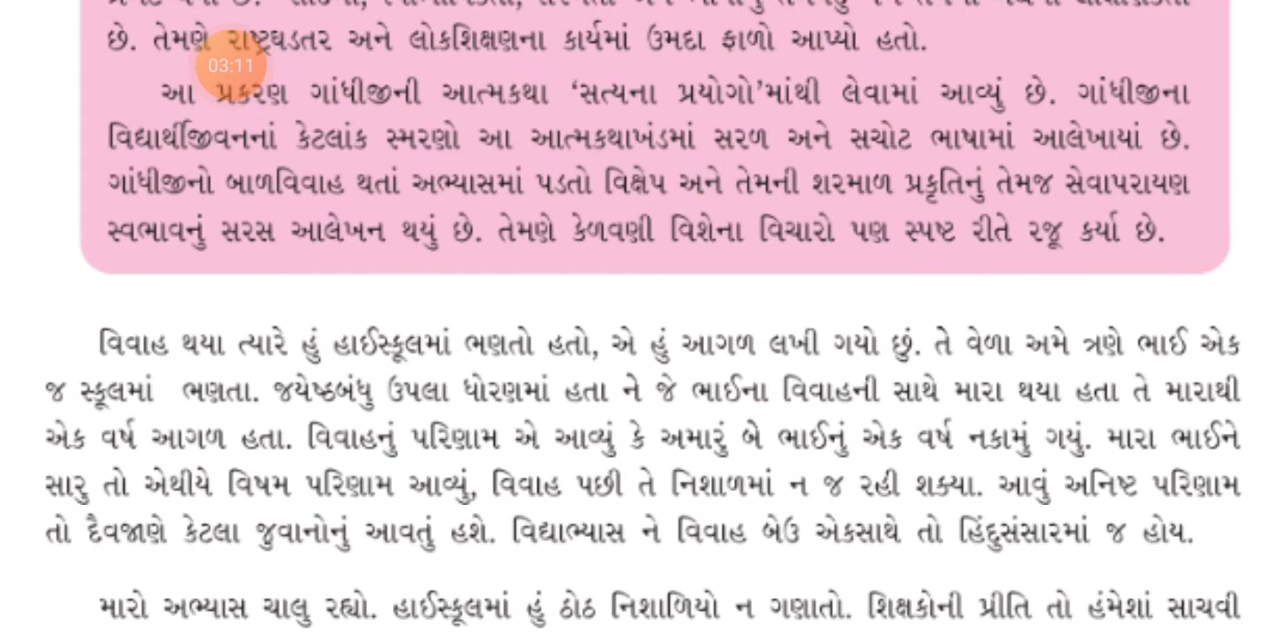 છે. તેમણે રાષ્ટ્રઘડતર અને લોકશિક્ષણના કાર્યમાં ઉમદા ફાળો આપ્યો હતો.
03:11
આ પ્રકરણ ગાંધીજીની આત્મકથા ‘સત્યના પ્રયોગો’માંથી લેવામાં આવ્યું છે. ગાંધીજીના
વિદ્યાર્થીજીવનનાં કેટલાંક સ્મરણો આ આત્મકથાખંડમાં સરળ અને સચોટ ભાષામાં આલેખાયાં છે.
ગાંધીજીનો બાળવિવાહ થતાં અભ્યાસમાં પડતો વિક્ષેપ અને તેમની શરમાળ પ્રકૃતિનું તેમજ સેવાપરાયણ
સ્વભાવનું સરસ આલેખન થયું છે. તેમણે કેળવણી વિશેના વિચારો પણ સ્પષ્ટ રીતે રજૂ કર્યા છે.
વિવાહ થયા ત્યારે હું હાઈસ્કૂલમાં ભણતો હતો, એ હું આગળ લખી ગયો છું. તે વેળા અમે ત્રણે ભાઈ એક
જ સ્કૂલમાં ભણતા. જયેષ્ઠબંધુ ઉપલા ધોરણમાં હતા ને જે ભાઈના વિવાહની સાથે મારા થયા હતા તે મારાથી
એક વર્ષ આગળ હતા. વિવાહનું પરિણામ એ આવ્યું કે અમારું બે ભાઈનું એક વર્ષ નકામું ગયું. મારા ભાઈને
સારુ તો એથીયે વિષમ પરિણામ આવ્યું, વિવાહ પછી તે નિશાળમાં ન જ રહી શક્યા. આવું અનિષ્ટ પરિણામ
તો દૈવજાણે કેટલા જુવાનોનું આવતું હશે. વિદ્યાભ્યાસ ને વિવાહ બેઉ એકસાથે તો હિંદુસંસારમાં જ હોય.
મારો અભ્યાસ ચાલુ રહ્યો. હાઈસ્કૂલમાં હું ઠોઠ નિશાળિયો ન ગણાતો. શિક્ષકોની પ્રીતિ તો હંમેશાં સાચવી